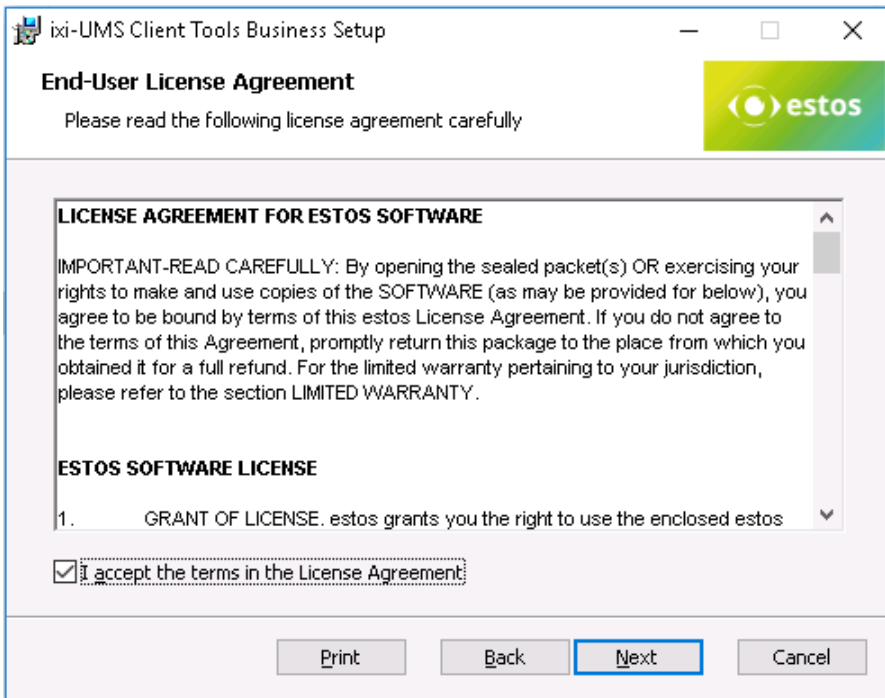 ixi-UMS Client Tools Business Setup
End-User License Agreement
Please read the following license agreement carefully
estos
LICENSE AGREEMENT FOR ESTOS SOFTWARE
IMPORTANT-READ CAREFULLY: By opening the sealed packet(s) OR exercising your
rights to make and use copies of the SOFTWARE (as may be provided for below), you
agree to be bound by terms of this estos License Agreement. If you do not agree to
the terms of this Agreement, promptly return this package to the place from which you
obtained it for a full refund. For the limited warranty pertaining to your jurisdiction,
please refer to the section LIMITED WARRANTY.
ESTOS SOFTWARE LICENSE
1. GRANT OF LICENSE. estos grants you the right to use the enclosed estos
I accept the terms in the License Agreement
Print Back Next Cancel